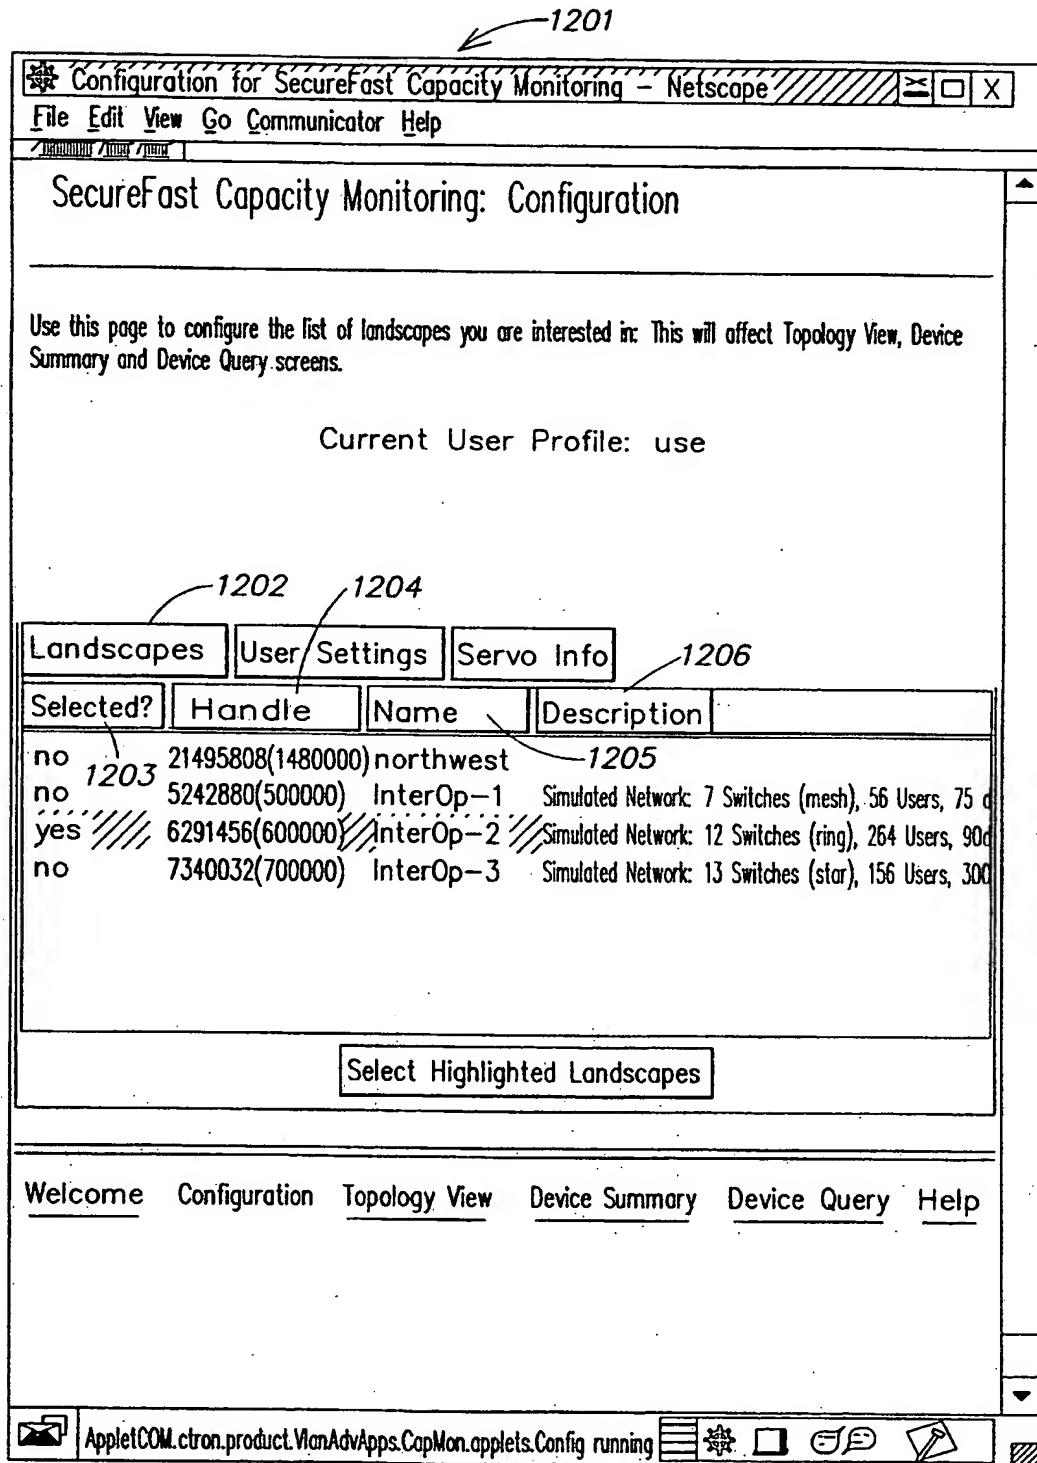 1201
Configuration for SecureFast Capacity Monitoring – Netscape X
File Edit View Go Communicator Help
SecureFast Capacity Monitoring: Configuration
Use this page to configure the list of landscapes you are interested in: This will affect Topology View, Device
Summary and Device Query screens.
Current User Profile: use
1202 1204
Landscapes User Settings Servo Info 1206
Selected? Handle Name Description
no 21495808(1480000) northwest 1205
1203
no 5242880(500000) InterOp–1 Simulated Network: 7 Switches (mesh), 56 Users, 75 d
yes 6291456(600000) InterOp–2 Simulated Network: 12 Switches (ring), 264 Users, 90d
no 7340032(700000) InterOp–3 Simulated Network: 13 Switches (star), 156 Users, 300
Select Highlighted Landscapes
Welcome Configuration Topology View Device Summary Device Query Help
AppletCOM.ctron.product.VlanAdvApps.CapMon.applets.Config running